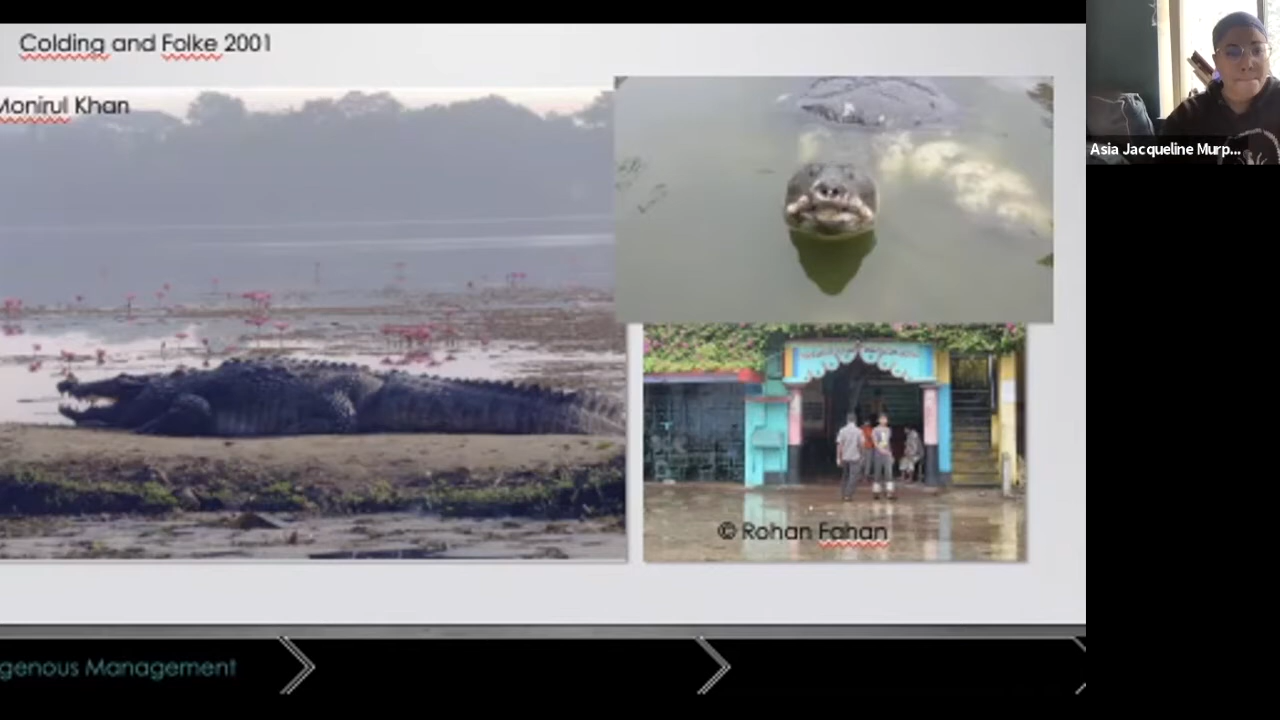 Colding and Folke 2001
Monirul Khan
Asia Jacqueline Murp...
© Rohan Fahan
genous Management